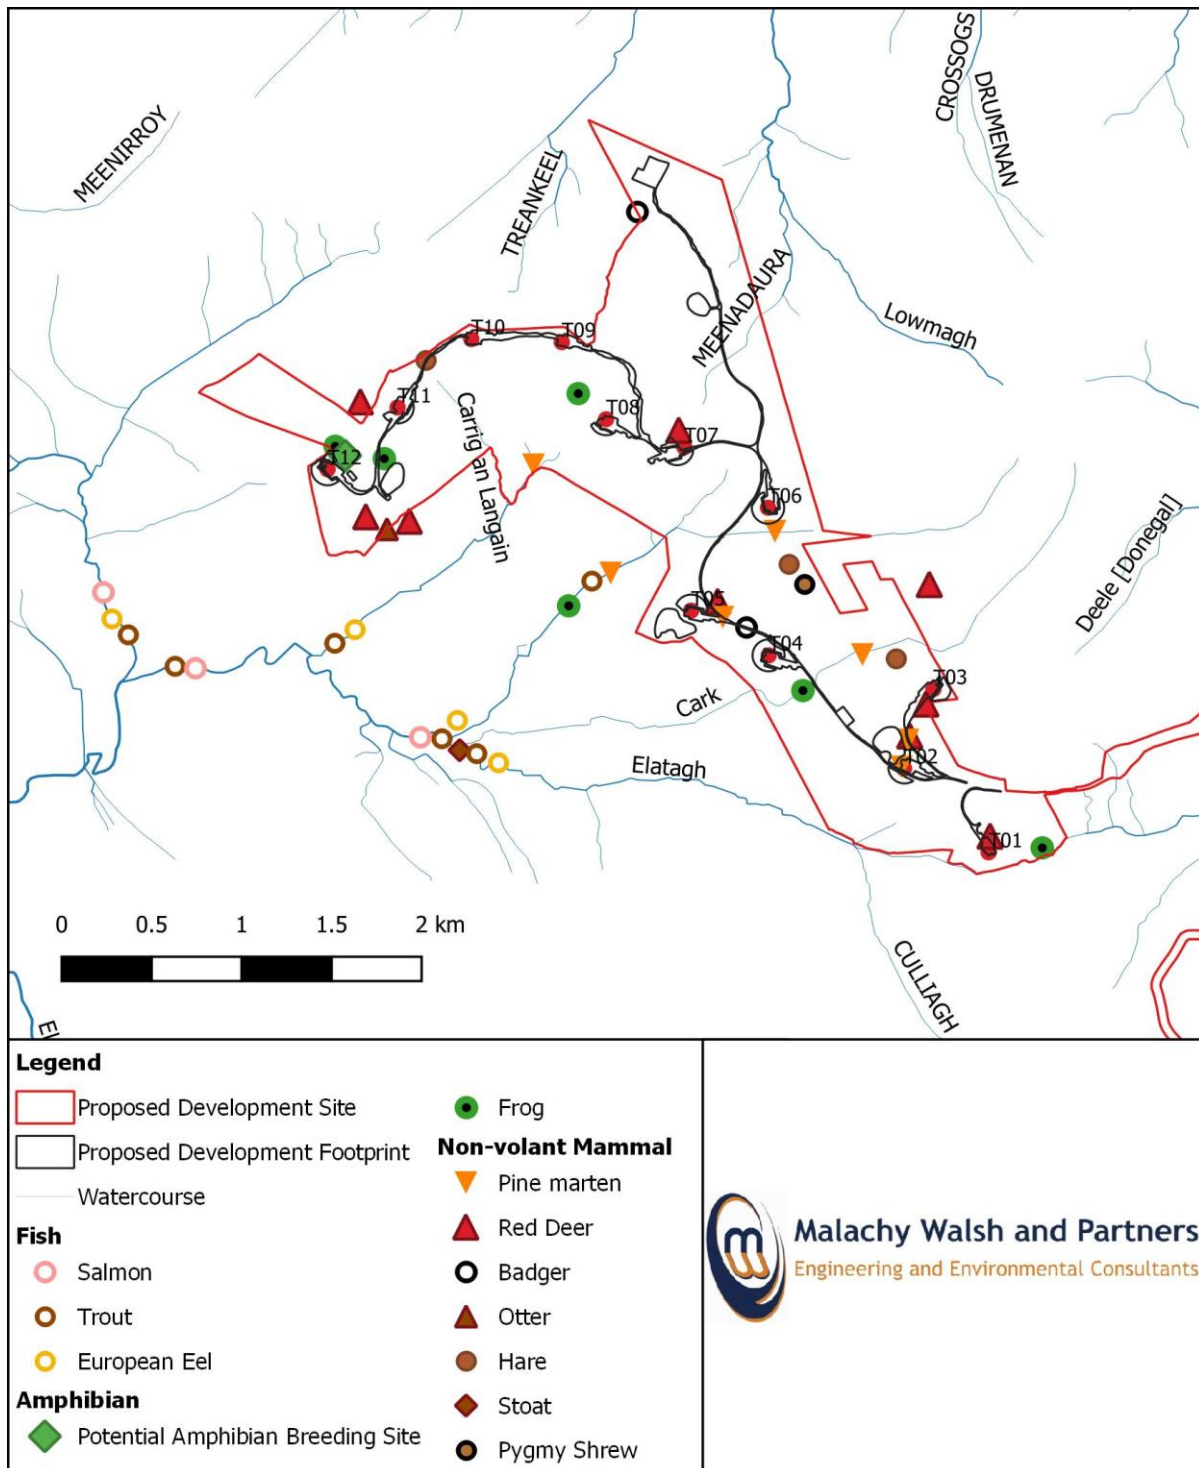 CROSSOGS
DRUMENAN
MEENIRROY
TREANKEEL
MEENADAURA
Lowmagh
T10
T09
T11
Carrig an Langain
T08
T07
T12
T06
Deele [Donegal]
T05
T04
T03
Cark
T02
Elatagh
T01
0 0.5 1 1.5 2 km
CULLIAGH
El
Legend
Proposed Development Site
Proposed Development Footprint
Watercourse
Fish
Salmon
Trout
European Eel
Amphibian
Potential Amphibian Breeding Site
Frog
Non-volant Mammal
Pine marten
Red Deer
Badger
Otter
Hare
Stoat
Pygmy Shrew
Malachy Walsh and Partners
Engineering and Environmental Consultants